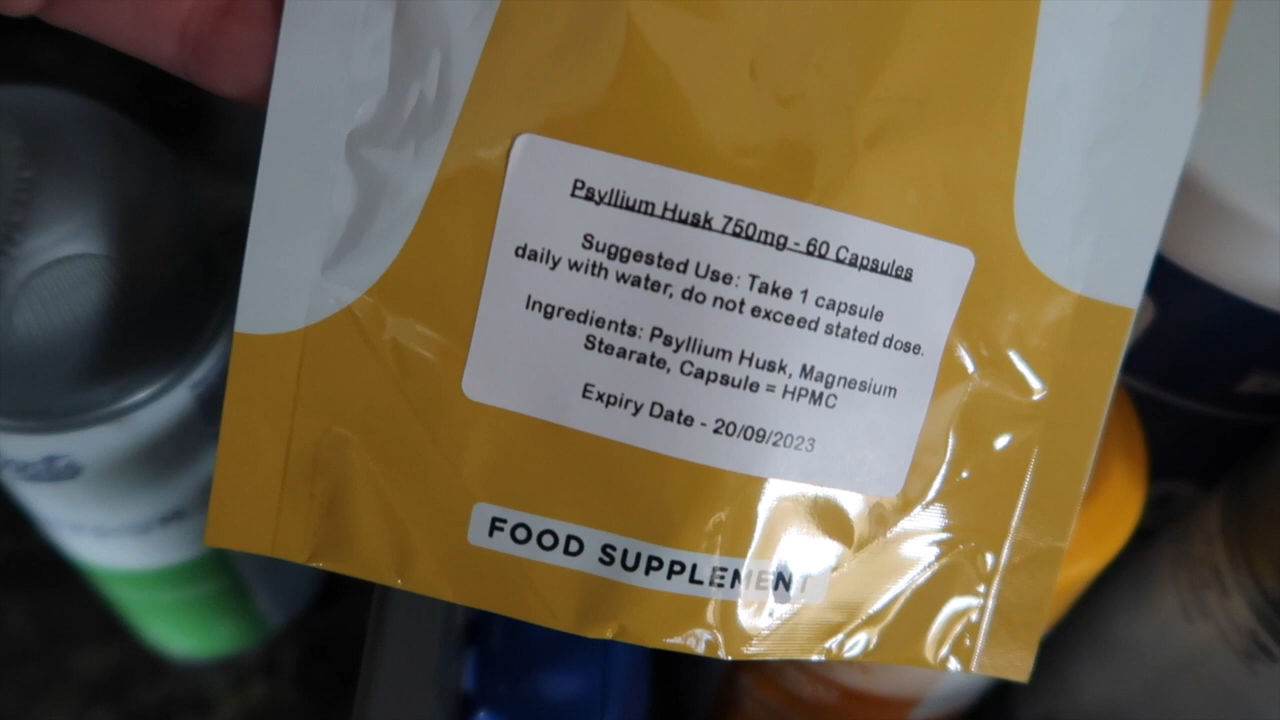 Psyllium Husk 750mg - 60 Capsules
Suggested Use: Take 1 capsule
daily with water, do not exceed stated dose.
Ingredients: Psyllium Husk, Magnesium
Stearate, Capsule = HPMC
Expiry Date - 20/09/2023
FOOD SUPPLEMENT